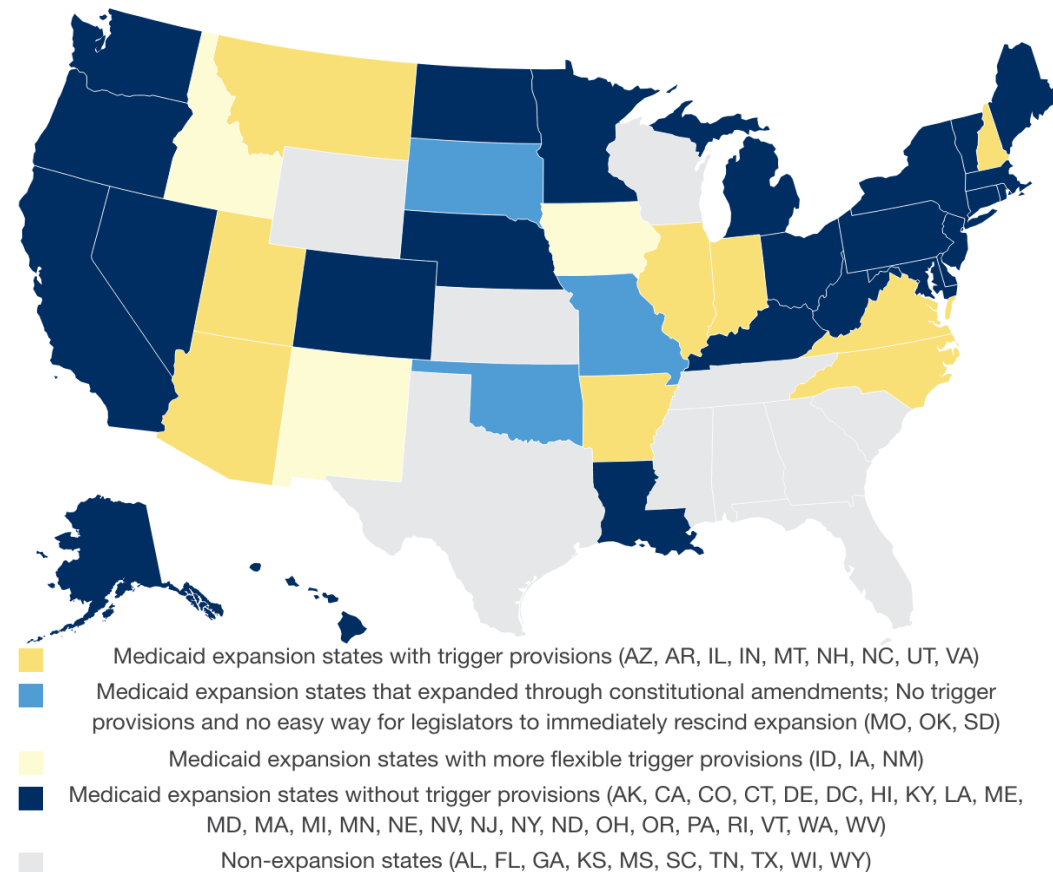 Medicaid expansion states with trigger provisions (AZ, AR, IL, IN, MT, NH, NC, UT, VA)
Medicaid expansion states that expanded through constitutional amendments; No trigger
provisions and no easy way for legislators to immediately rescind expansion (MO, OK, SD)
Medicaid expansion states with more flexible trigger provisions (ID, IA, NM)
Medicaid expansion states without trigger provisions (AK, CA, CO, CT, DE, DC, HI, KY, LA, ME,
MD, MA, MI, MN, NE, NV, NJ, NY, ND, OH, OR, PA, RI, VT, WA, WV)
Non-expansion states (AL, FL, GA, KS, MS, SC, TN, TX, WI, WY)